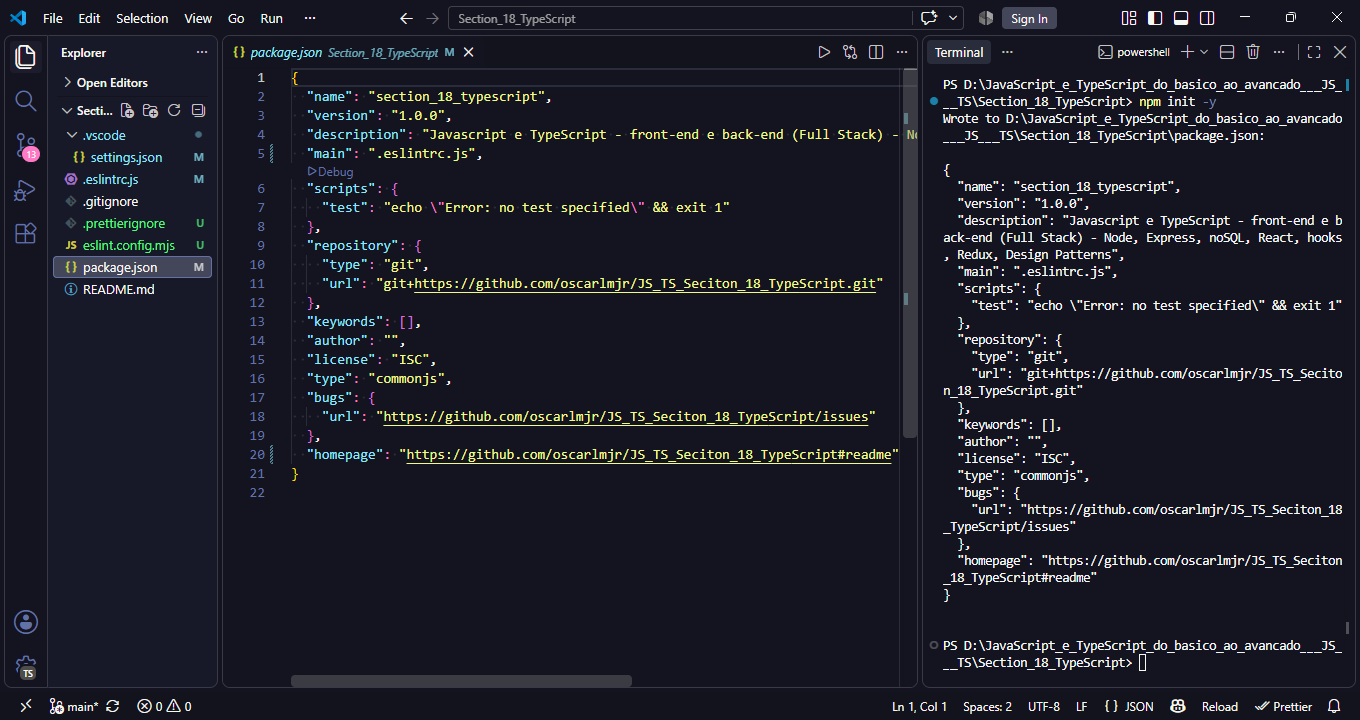 File Edit Selection View Go Run ···
Section_18_TypeScript
Sign In
Explorer ···
Open Editors
Secti...
.vscode
{} settings.json M
.eslintrc.js M
.gitignore
.prettierignore U
JS eslint.config.mjs U
{} package.json M
README.md
13
TS
{} package.json Section_18_TypeScript M
1 {
2 "name": "section_18_typescript",
3 "version": "1.0.0",
4 "description": "Javascript e TypeScript - front-end e back-end (Full Stack) - No
5 "main": ".eslintrc.js",
Debug
6 "scripts": {
7 "test": "echo \"Error: no test specified\" && exit 1"
8 },
9 "repository": {
10 "type": "git",
11 "url": "git+https://github.com/oscarlmjr/JS_TS_Seciton_18_TypeScript.git"
12 },
13 "keywords": [],
14 "author": "",
15 "license": "ISC",
16 "type": "commonjs",
17 "bugs": {
18 "url": "https://github.com/oscarlmjr/JS_TS_Seciton_18_TypeScript/issues"
19 },
20 "homepage": "https://github.com/oscarlmjr/JS_TS_Seciton_18_TypeScript#readme"
21 }
22
Terminal ··· powershell
PS D:\JavaScript_e_TypeScript_do_basico_ao_avancado___JS_
__TS\Section_18_TypeScript> npm init -y
Wrote to D:\JavaScript_e_TypeScript_do_basico_ao_avancado
___JS___TS\Section_18_TypeScript\package.json:
{
"name": "section_18_typescript",
"version": "1.0.0",
"description": "Javascript e TypeScript - front-end e b
ack-end (Full Stack) - Node, Express, noSQL, React, hooks
, Redux, Design Patterns",
"main": ".eslintrc.js",
"scripts": {
"test": "echo \"Error: no test specified\" && exit 1"
},
"repository": {
"type": "git",
"url": "git+https://github.com/oscarlmjr/JS_TS_Secito
n_18_TypeScript.git"
},
"keywords": [],
"author": "",
"license": "ISC",
"type": "commonjs",
"bugs": {
"url": "https://github.com/oscarlmjr/JS_TS_Seciton_18
_TypeScript/issues"
},
"homepage": "https://github.com/oscarlmjr/JS_TS_Seciton
_18_TypeScript#readme"
}
PS D:\JavaScript_e_TypeScript_do_basico_ao_avancado___JS_
__TS\Section_18_TypeScript>
main* 0 0 Ln 1, Col 1 Spaces: 2 UTF-8 LF {} JSON Reload Prettier